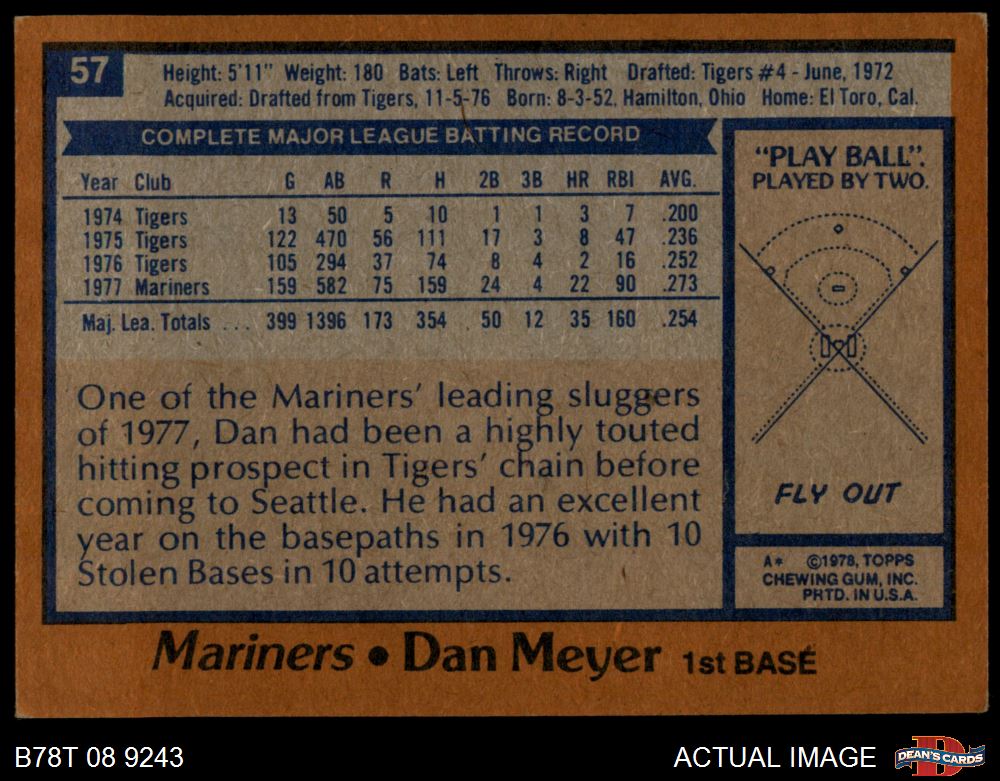 57
Height: 5'11" Weight: 180 Bats: Left Throws: Right Drafted: Tigers #4 - June, 1972
Acquired: Drafted from Tigers, 11-5-76 Born: 8-3-52, Hamilton, Ohio Home: El Toro, Cal.
COMPLETE MAJOR LEAGUE BATTING RECORD
Year Club G AB R H 2B 3B HR RBI AVG.
1974 Tigers 13 50 5 10 1 1 3 7 .200
1975 Tigers 122 470 56 111 17 3 8 47 .236
1976 Tigers 105 294 37 74 8 4 2 16 .252
1977 Mariners 159 582 75 159 24 4 22 90 .273
Maj. Lea. Totals ... 399 1396 173 354 50 12 35 160 .254
One of the Mariners' leading sluggers
of 1977, Dan had been a highly touted
hitting prospect in Tigers' chain before
coming to Seattle. He had an excellent
year on the basepaths in 1976 with 10
Stolen Bases in 10 attempts.
"PLAY BALL".
PLAYED BY TWO.
FLY OUT
A* ©1978, TOPPS
CHEWING GUM, INC.
PRTD. IN U.S.A.
Mariners • Dan Meyer 1st BASE
B78T 08 9243
ACTUAL IMAGE
D
DEAN'S CARDS